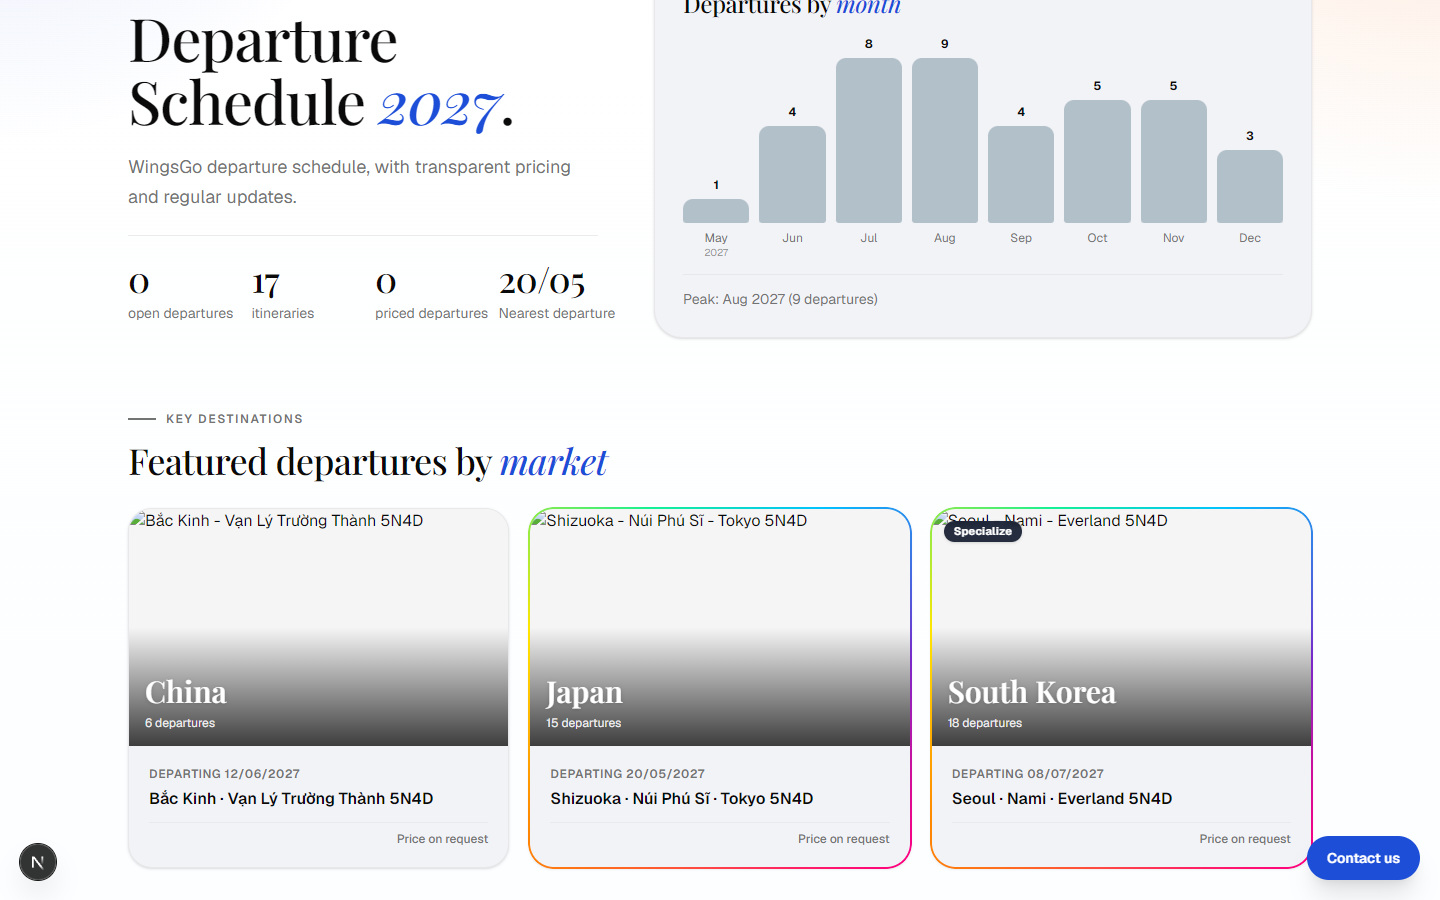 Departure
Schedule 2027.
WingsGo departure schedule, with transparent pricing
and regular updates.
0
open departures
17
itineraries
0
priced departures
20/05
Nearest departure
Departures by month
1
4
8
9
4
5
5
3
May
2027
Jun
Jul
Aug
Sep
Oct
Nov
Dec
Peak: Aug 2027 (9 departures)
KEY DESTINATIONS
Featured departures by market
Bắc Kinh - Vạn Lý Trường Thành 5N4D
China
6 departures
DEPARTING 12/06/2027
Bắc Kinh · Vạn Lý Trường Thành 5N4D
Price on request
Shizuoka - Núi Phú Sĩ - Tokyo 5N4D
Japan
15 departures
DEPARTING 20/05/2027
Shizuoka · Núi Phú Sĩ · Tokyo 5N4D
Price on request
Seoul - Nami - Everland 5N4D
Specialize
South Korea
18 departures
DEPARTING 08/07/2027
Seoul · Nami · Everland 5N4D
Price on request
N
Contact us